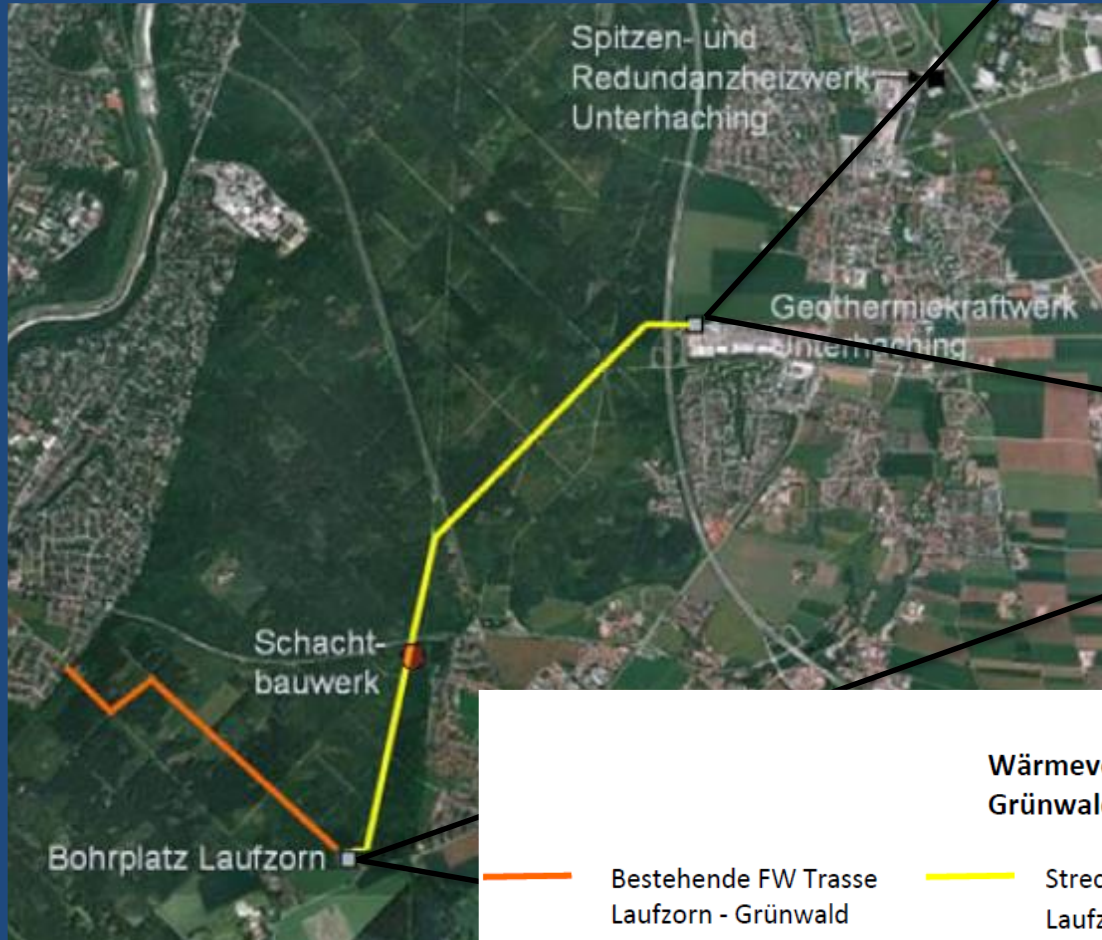 Spitzen- und
Redundanzheizwerk
Unterhaching
Geothermiekraftwerk
Unterhaching
Schacht-
bauwerk
Bohrplatz Laufzorn
Bestehende FW Trasse
Laufzorn - Grünwald